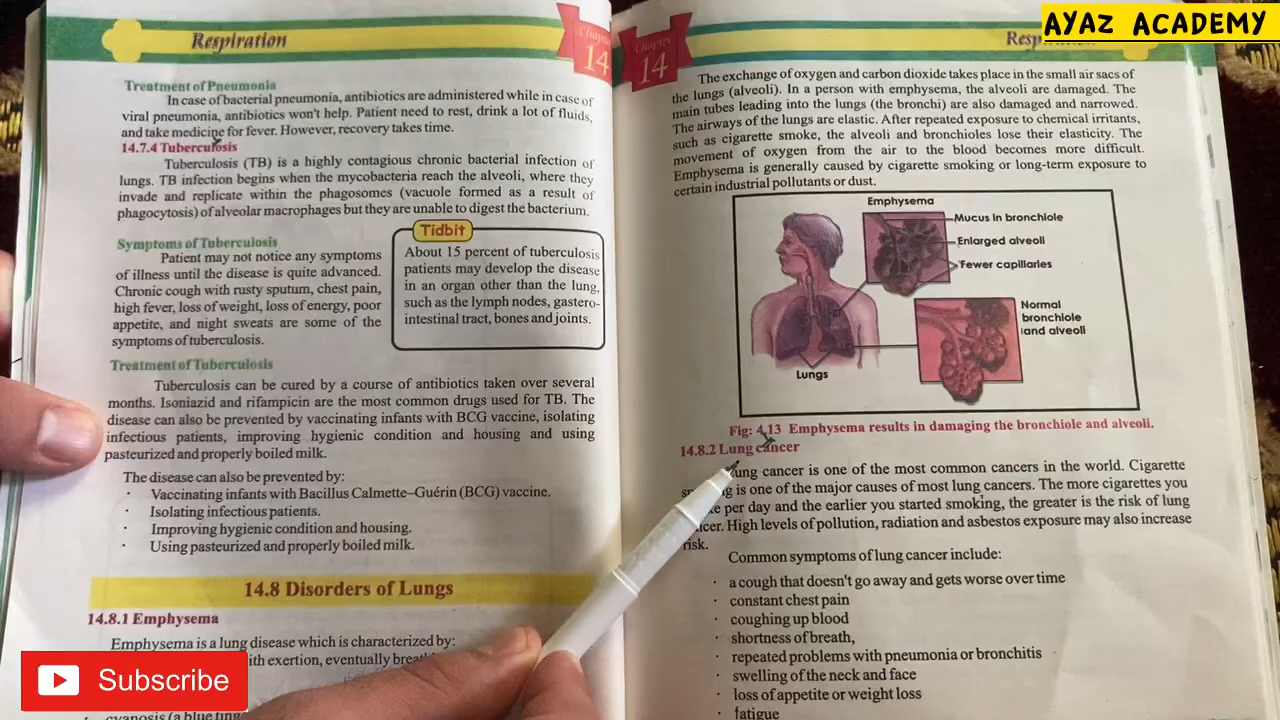 AYAZ ACADEMY
Respiration
Chapter
14
Treatment of Pneumonia
In case of bacterial pneumonia, antibiotics are administered while in case of
viral pneumonia, antibiotics won't help. Patient need to rest, drink a lot of fluids,
and take medicine for fever. However, recovery takes time.
14.7.4 Tuberculosis
Tuberculosis (TB) is a highly contagious chronic bacterial infection of
lungs. TB infection begins when the mycobacteria reach the alveoli, where they
invade and replicate within the phagosomes (vacuole formed as a result of
phagocytosis) of alveolar macrophages but they are unable to digest the bacterium.
Symptoms of Tuberculosis
Patient may not notice any symptoms
of illness until the disease is quite advanced.
Chronic cough with rusty sputum, chest pain,
high fever, loss of weight, loss of energy, poor
appetite, and night sweats are some of the
symptoms of tuberculosis.
Tidbit
About 15 percent of tuberculosis
patients may develop the disease
in an organ other than the lung,
such as the lymph nodes, gastero-
intestinal tract, bones and joints.
Treatment of Tuberculosis
Tuberculosis can be cured by a course of antibiotics taken over several
months. Isoniazid and rifampicin are the most common drugs used for TB. The
disease can also be prevented by vaccinating infants with BCG vaccine, isolating
infectious patients, improving hygienic condition and housing and using
pasteurized and properly boiled milk.
The disease can also be prevented by:
· Vaccinating infants with Bacillus Calmette–Guérin (BCG) vaccine.
· Isolating infectious patients.
· Improving hygienic condition and housing.
· Using pasteurized and properly boiled milk.
14.8 Disorders of Lungs
14.8.1 Emphysema
Emphysema is a lung disease which is characterized by:
with exertion, eventually
cyanosis (a blue
Subscribe
Chapter
14
The exchange of oxygen and carbon dioxide takes place in the small air sacs of
the lungs (alveoli). In a person with emphysema, the alveoli are damaged. The
main tubes leading into the lungs (the bronchi) are also damaged and narrowed.
The airways of the lungs are elastic. After repeated exposure to chemical irritants,
such as cigarette smoke, the alveoli and bronchioles lose their elasticity. The
movement of oxygen from the air to the blood becomes more difficult.
Emphysema is generally caused by cigarette smoking or long-term exposure to
certain industrial pollutants or dust.
Emphysema
Mucus in bronchiole
Enlarged alveoli
Fewer capillaries
Normal
bronchiole
and alveoli
Lungs
Fig: 4.13 Emphysema results in damaging the bronchiole and alveoli.
14.8.2 Lung cancer
Lung cancer is one of the most common cancers in the world. Cigarette
is one of the major causes of most lung cancers. The more cigarettes you
per day and the earlier you started smoking, the greater is the risk of lung
cancer. High levels of pollution, radiation and asbestos exposure may also increase
risk.
Common symptoms of lung cancer include:
· a cough that doesn't go away and gets worse over time
· constant chest pain
· coughing up blood
· shortness of breath,
· repeated problems with pneumonia or bronchitis
· swelling of the neck and face
· loss of appetite or weight loss
· fatigue